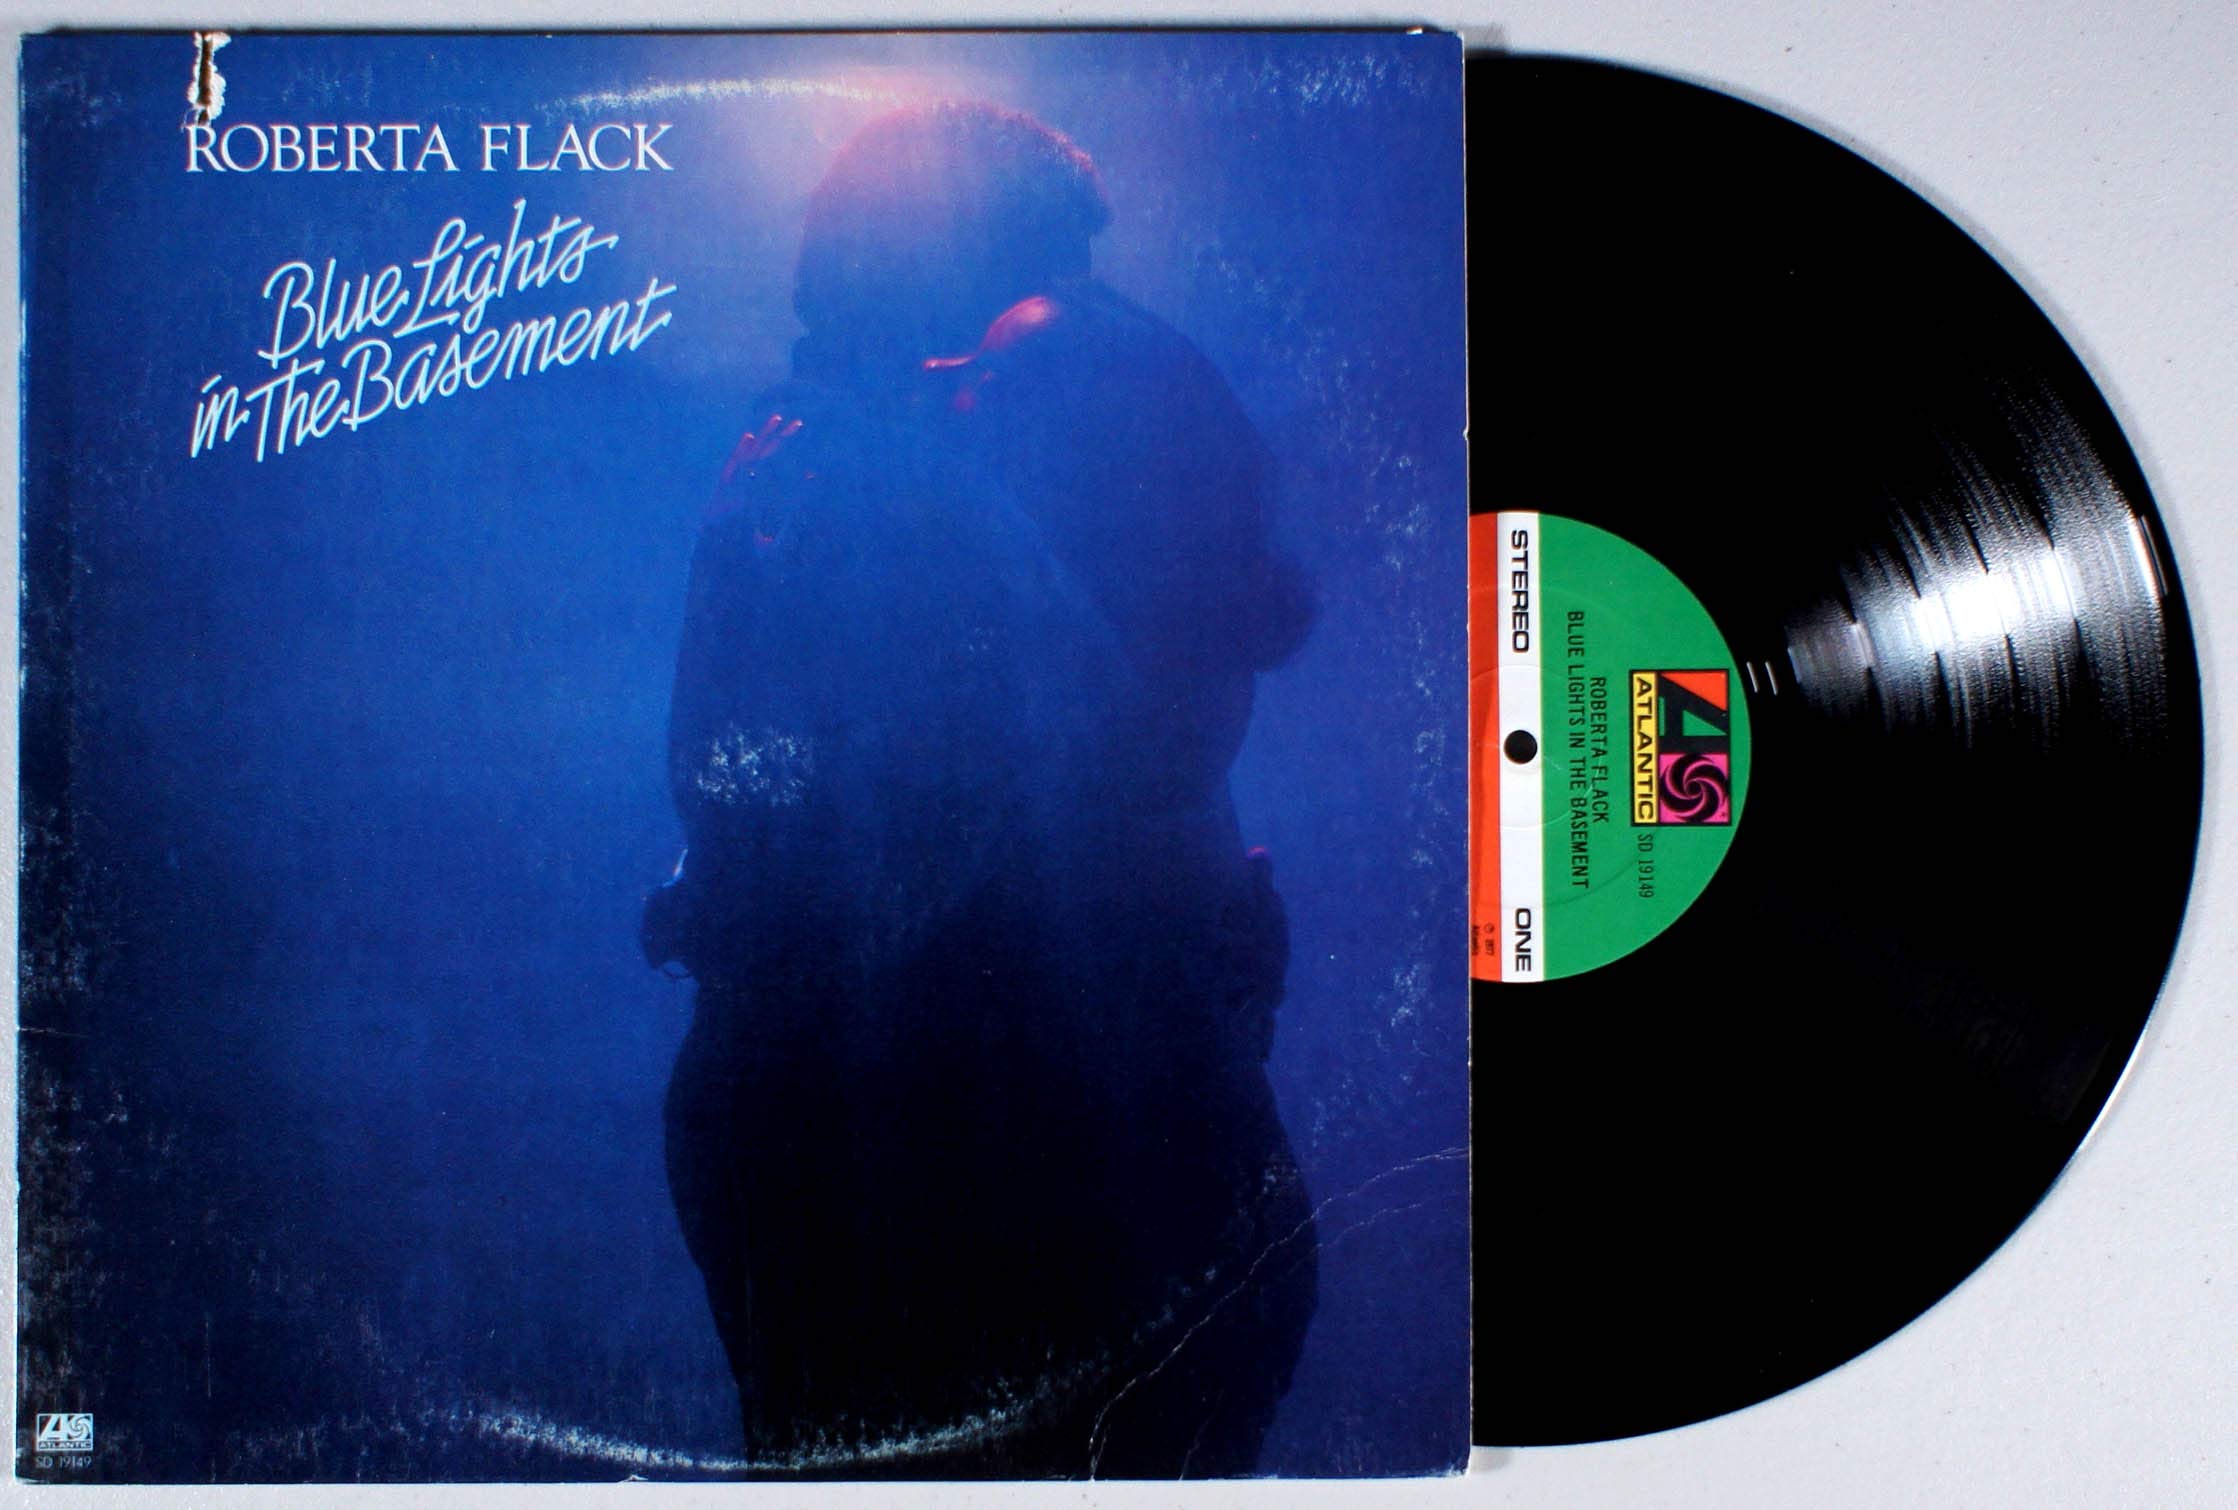 ROBERTA FLACK
Blue Lights
in The Basement
ATLANTIC
SD 19149
ATLANTIC
SD 19149
ROBERTA FLACK
BLUE LIGHTS IN THE BASEMENT
STEREO
ONE
℗ 1977